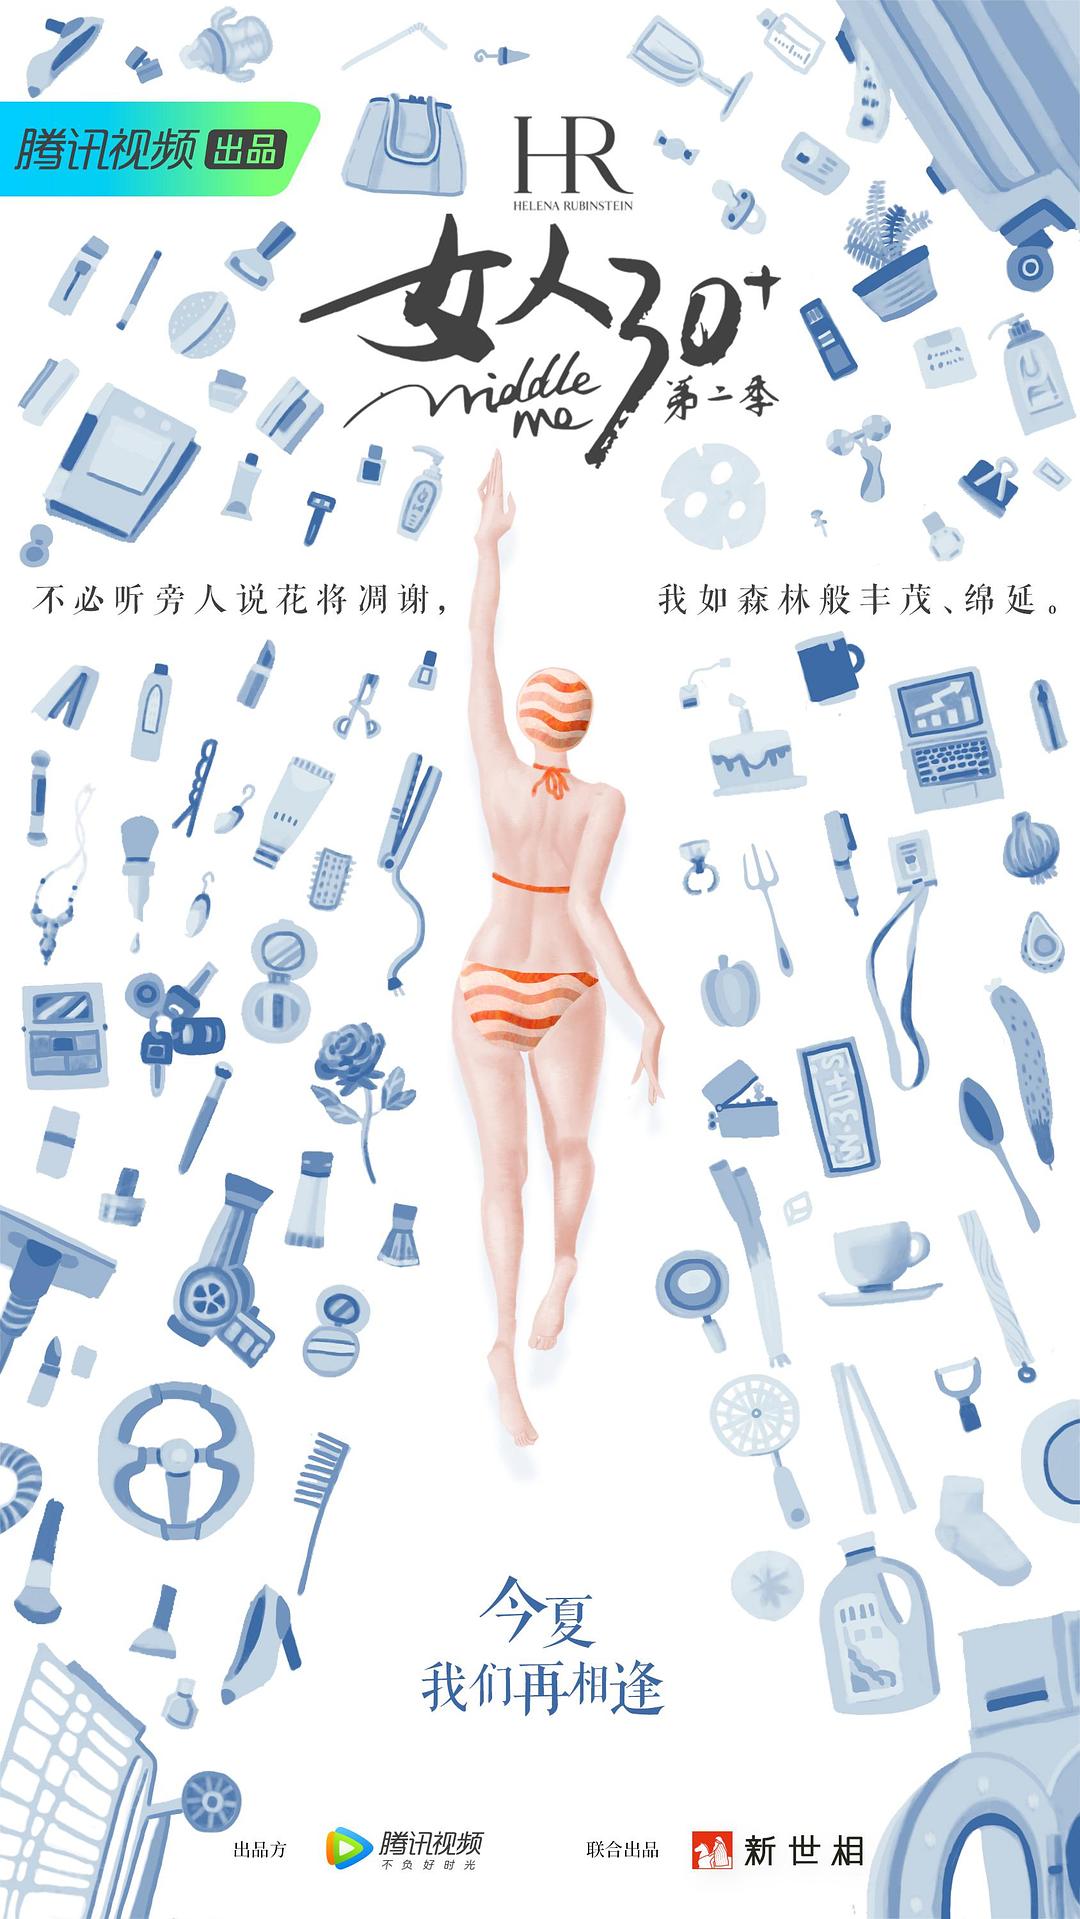 腾讯视频 出品
HR
HELENA RUBINSTEIN
女人30+
middle me
第二季
不必听旁人说花将凋谢，
我如森林般丰茂、绵延。
W·30+S
今夏
我们再相逢
出品方
腾讯视频
不负好时光
联合出品
新世相